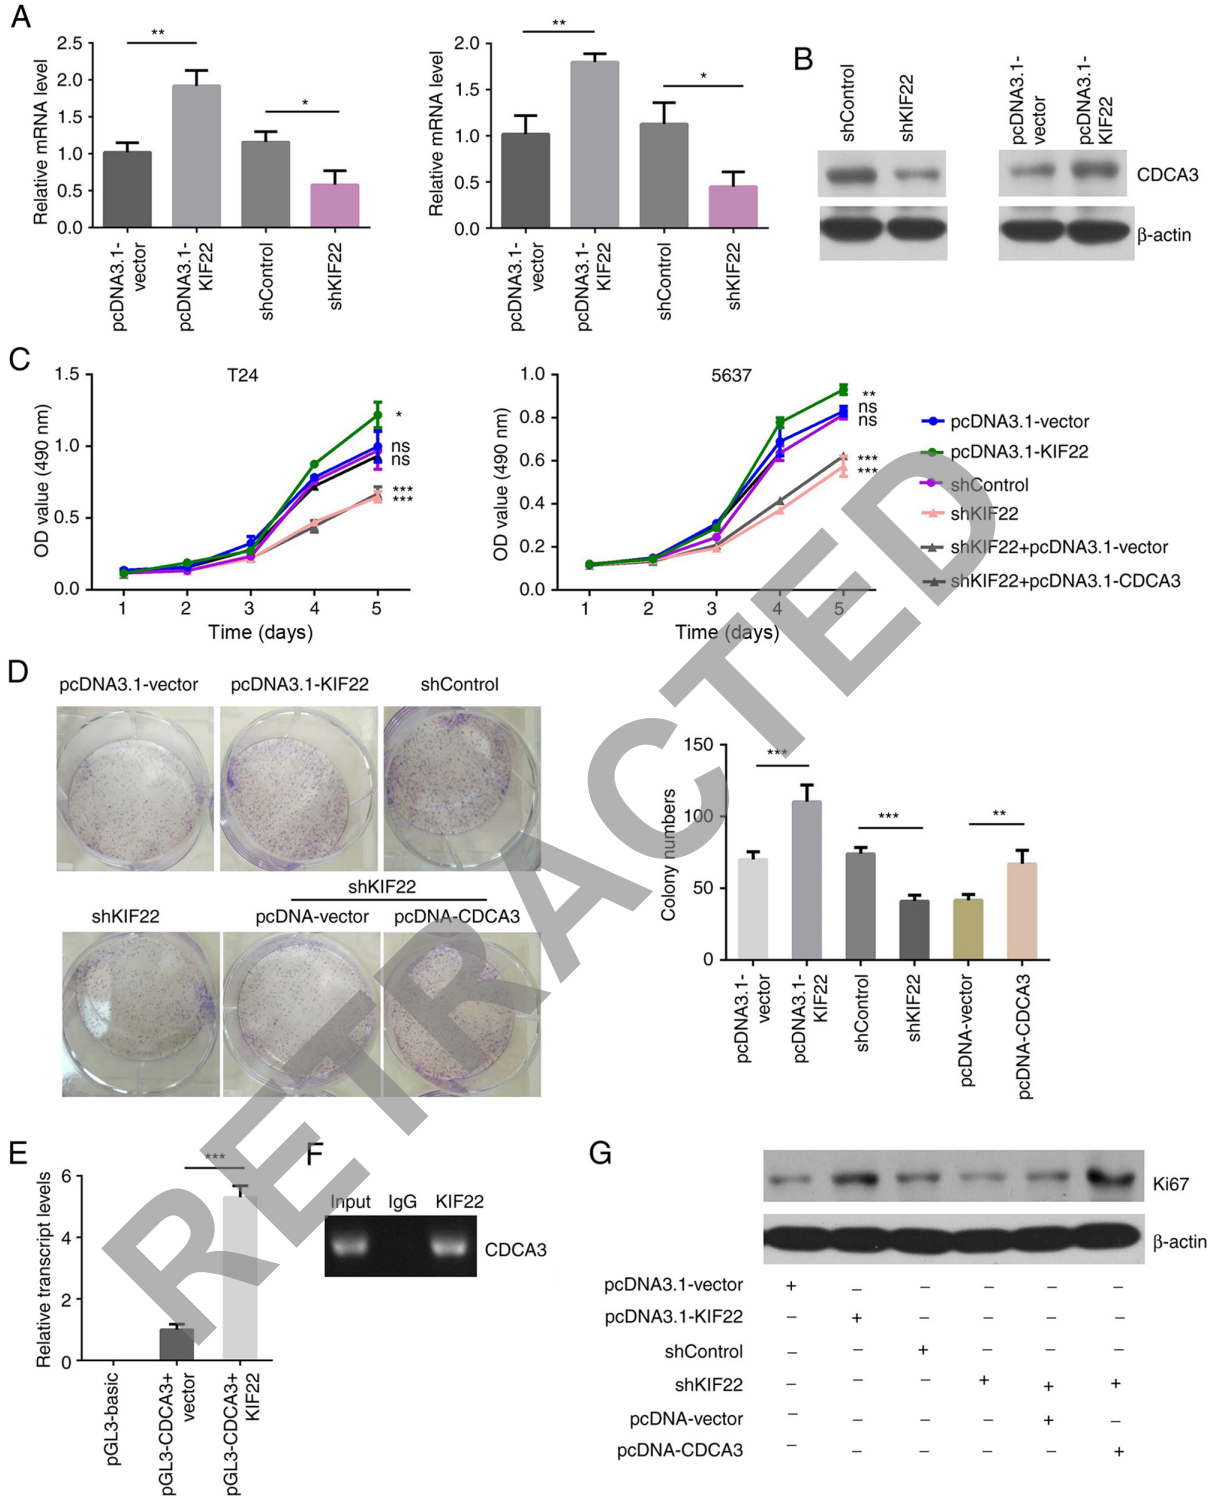 A
Relative mRNA level
2.5
2.0
1.5
1.0
0.5
0.0
**
*
pcDNA3.1-
vector
pcDNA3.1-
KIF22
shControl
shKIF22
Relative mRNA level
2.0
1.5
1.0
0.5
0.0
**
*
pcDNA3.1-
vector
pcDNA3.1-
KIF22
shControl
shKIF22
B
shControl
shKIF22
pcDNA3.1-
vector
pcDNA3.1-
KIF22
CDCA3
β-actin
C
T24
OD value (490 nm)
1.5
1.0
0.5
0.0
*
ns
ns
***
***
1 2 3 4 5
Time (days)
5637
OD value (490 nm)
1.0
0.8
0.6
0.4
0.2
0.0
**
ns
ns
***
***
1 2 3 4 5
Time (days)
pcDNA3.1-vector
pcDNA3.1-KIF22
shControl
shKIF22
shKIF22+pcDNA3.1-vector
shKIF22+pcDNA3.1-CDCA3
D
pcDNA3.1-vector pcDNA3.1-KIF22 shControl
shKIF22
shKIF22 pcDNA-vector pcDNA-CDCA3
Colony numbers
150
100
50
0
***
***
**
pcDNA3.1-
vector
pcDNA3.1-
KIF22
shControl
shKIF22
pcDNA-vector
pcDNA-CDCA3
E
Relative transcript levels
6
4
2
0
***
pGL3-basic
pGL3-CDCA3+
vector
pGL3-CDCA3+
KIF22
F
Input IgG KIF22
CDCA3
G
Ki67
β-actin
pcDNA3.1-vector + − − − − −
pcDNA3.1-KIF22 − + − − − −
shControl − − + − − −
shKIF22 − − − + + +
pcDNA-vector − − − − + −
pcDNA-CDCA3 − − − − − +
RETRACTED